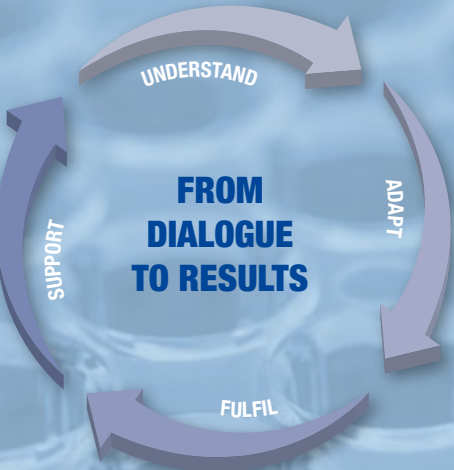 UNDERSTAND
ADAPT
FROM
DIALOGUE
TO RESULTS
SUPPORT
FULFIL